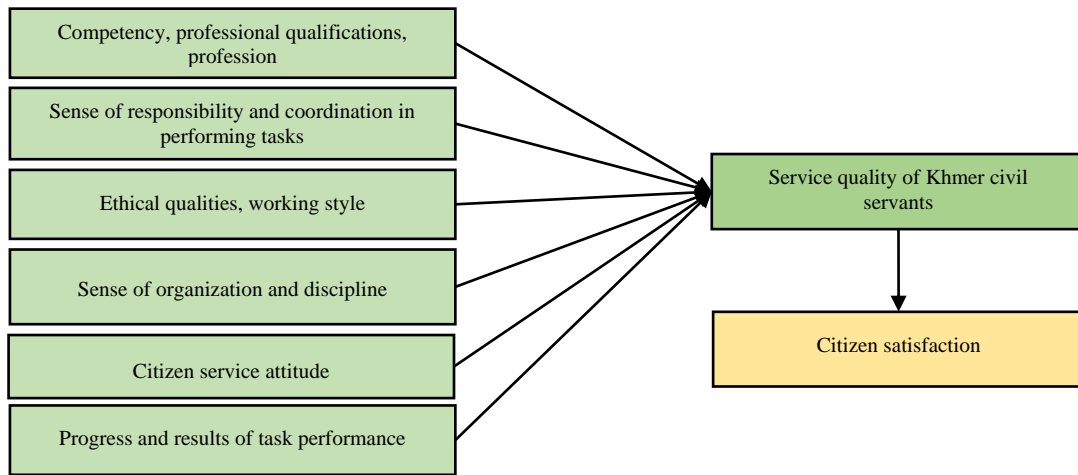 Competency, professional qualifications,
profession
Sense of responsibility and coordination in
performing tasks
Ethical qualities, working style
Sense of organization and discipline
Citizen service attitude
Progress and results of task performance
Service quality of Khmer civil
servants
Citizen satisfaction